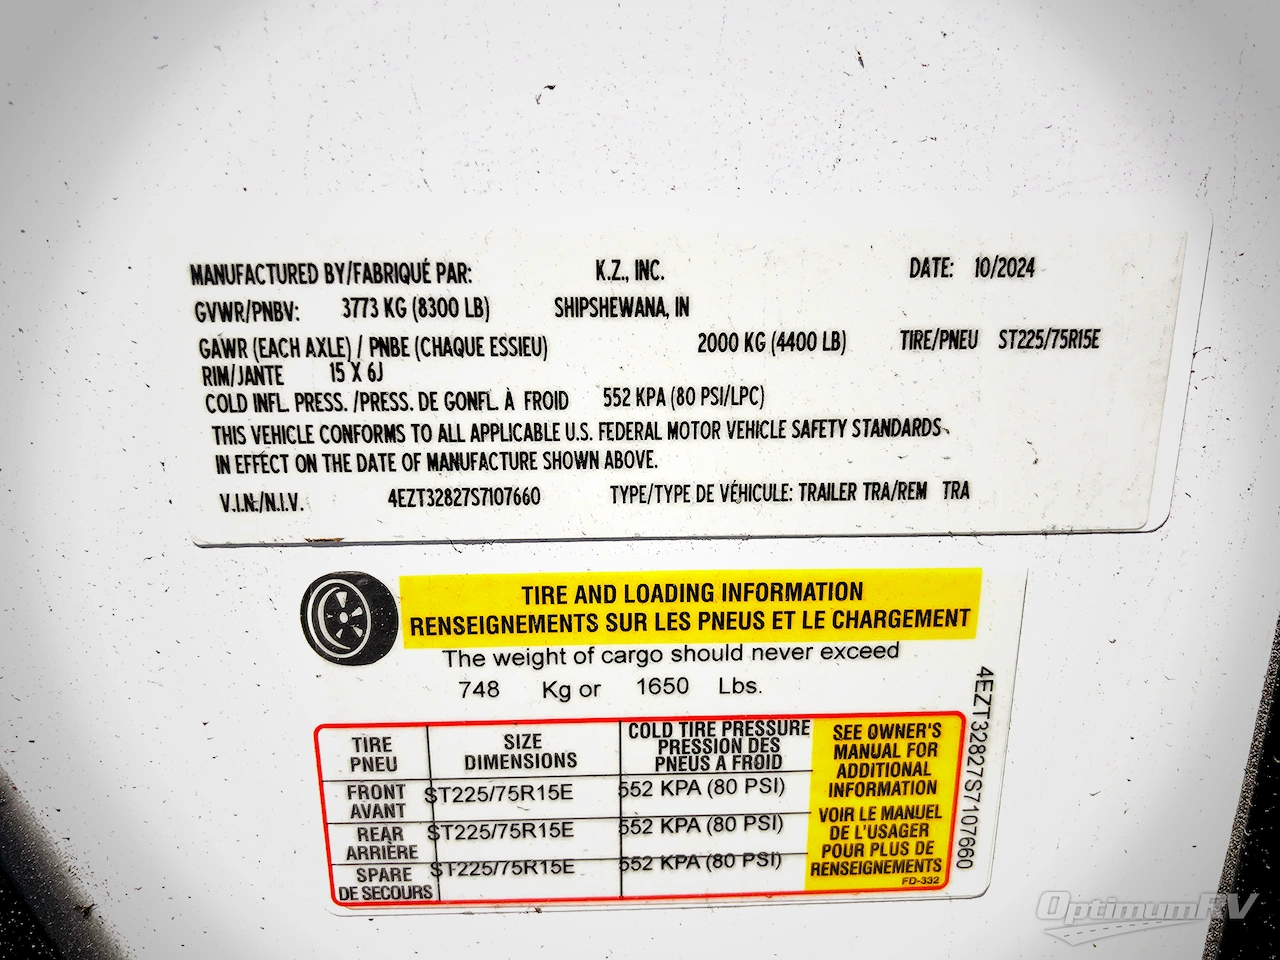 MANUFACTURED BY/FABRIQUÉ PAR: K.Z., INC. DATE: 10/2024
GVWR/PNBV: 3773 KG (8300 LB) SHIPSHEWANA, IN
GAWR (EACH AXLE) / PNBE (CHAQUE ESSIEU) 2000 KG (4400 LB) TIRE/PNEU ST225/75R15E
RIM/JANTE 15 X 6J
COLD INFL. PRESS. /PRESS. DE GONFL. À FROID 552 KPA (80 PSI/LPC)
THIS VEHICLE CONFORMS TO ALL APPLICABLE U.S. FEDERAL MOTOR VEHICLE SAFETY STANDARDS
IN EFFECT ON THE DATE OF MANUFACTURE SHOWN ABOVE.
V.I.N./N.I.V. 4EZT32827S7107660 TYPE/TYPE DE VÉHICULE: TRAILER TRA/REM TRA
TIRE AND LOADING INFORMATION
RENSEIGNEMENTS SUR LES PNEUS ET LE CHARGEMENT
The weight of cargo should never exceed
748 Kg or 1650 Lbs.
TIRE
PNEU
SIZE
DIMENSIONS
COLD TIRE PRESSURE
PRESSION DES
PNEUS A FROID
FRONT
AVANT
ST225/75R15E
552 KPA (80 PSI)
REAR
ARRIÈRE
ST225/75R15E
552 KPA (80 PSI)
SPARE
DE SECOURS
ST225/75R15E
552 KPA (80 PSI)
SEE OWNER'S
MANUAL FOR
ADDITIONAL
INFORMATION
VOIR LE MANUEL
DE L'USAGER
POUR PLUS DE
RENSEIGNEMENTS
FD-332
4EZT32827S7107660
OptimumRV